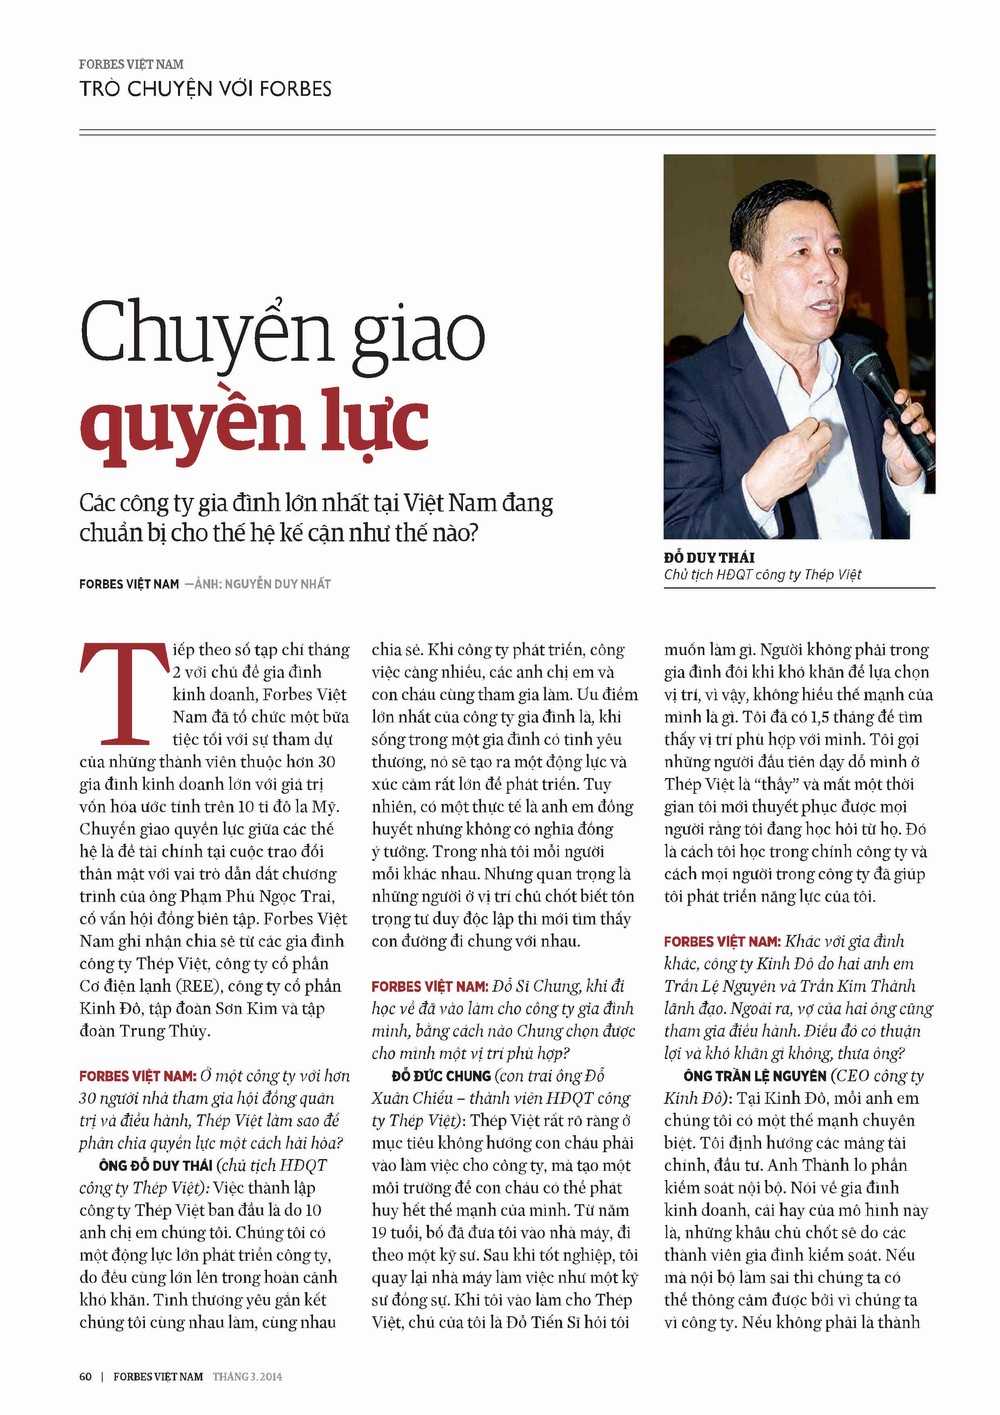 FORBES VIỆT NAM
TRÒ CHUYỆN VỚI FORBES
Chuyển giao
quyền lực
Các công ty gia đình lớn nhất tại Việt Nam đang
chuẩn bị cho thế hệ kế cận như thế nào?
FORBES VIỆT NAM —ẢNH: NGUYỄN DUY NHẤT
ĐỖ DUY THÁI
Chủ tịch HĐQT công ty Thép Việt
Tiếp theo số tạp chí tháng
2 với chủ đề gia đình
kinh doanh, Forbes Việt
Nam đã tổ chức một bữa
tiệc tối với sự tham dự
của những thành viên thuộc hơn 30
gia đình kinh doanh lớn với giá trị
vốn hóa ước tính trên 10 tỉ đô la Mỹ.
Chuyển giao quyền lực giữa các thế
hệ là đề tài chính tại cuộc trao đổi
thân mật với vai trò dẫn dắt chương
trình của ông Phạm Phú Ngọc Trai,
cố vấn hội đồng biên tập. Forbes Việt
Nam ghi nhận chia sẻ từ các gia đình
công ty Thép Việt, công ty cổ phần
Cơ điện lạnh (REE), công ty cổ phần
Kinh Đô, tập đoàn Sơn Kim và tập
đoàn Trung Thủy.
FORBES VIỆT NAM: Ở một công ty với hơn
30 người nhà tham gia hội đồng quản
trị và điều hành, Thép Việt làm sao để
phân chia quyền lực một cách hài hòa?
ÔNG ĐỖ DUY THÁI (chủ tịch HĐQT
công ty Thép Việt): Việc thành lập
công ty Thép Việt ban đầu là do 10
anh chị em chúng tôi. Chúng tôi có
một động lực lớn phát triển công ty,
do đều cùng lớn lên trong hoàn cảnh
khó khăn. Tình thương yêu gắn kết
chúng tôi cùng nhau làm, cùng nhau
chia sẻ. Khi công ty phát triển, công
việc càng nhiều, các anh chị em và
con cháu cùng tham gia làm. Ưu điểm
lớn nhất của công ty gia đình là, khi
sống trong một gia đình có tình yêu
thương, nó sẽ tạo ra một động lực và
xúc cảm rất lớn để phát triển. Tuy
nhiên, có một thực tế là anh em đồng
huyết nhưng không có nghĩa đồng
ý tưởng. Trong nhà tôi mỗi người
mỗi khác nhau. Nhưng quan trọng là
những người ở vị trí chủ chốt biết tôn
trọng tư duy độc lập thì mới tìm thấy
con đường đi chung với nhau.
FORBES VIỆT NAM: Đỗ Sĩ Chung, khi đi
học về đã vào làm cho công ty gia đình
mình, bằng cách nào Chung chọn được
cho mình một vị trí phù hợp?
ĐỖ ĐỨC CHUNG (con trai ông Đỗ
Xuân Chiểu – thành viên HĐQT công
ty Thép Việt): Thép Việt rất rõ ràng ở
mục tiêu không hướng con cháu phải
vào làm việc cho công ty, mà tạo một
môi trường để con cháu có thể phát
huy hết thế mạnh của mình. Từ năm
19 tuổi, bố đã đưa tôi vào nhà máy, đi
theo một kỹ sư. Sau khi tốt nghiệp, tôi
quay lại nhà máy làm việc như một kỹ
sư đồng sự. Khi tôi vào làm cho Thép
Việt, chú của tôi là Đỗ Tiến Sĩ hỏi tôi
muốn làm gì. Người không phải trong
gia đình đôi khi khó khăn để lựa chọn
vị trí, vì vậy, không hiểu thế mạnh của
mình là gì. Tôi đã có 1,5 tháng để tìm
thấy vị trí phù hợp với mình. Tôi gọi
những người đầu tiên dạy dỗ mình ở
Thép Việt là “thầy” và mất một thời
gian tôi mới thuyết phục được mọi
người rằng tôi đang học hỏi từ họ. Đó
là cách tôi học trong chính công ty và
cách mọi người trong công ty đã giúp
tôi phát triển năng lực của tôi.
FORBES VIỆT NAM: Khác với gia đình
khác, công ty Kinh Đô do hai anh em
Trần Lệ Nguyên và Trần Kim Thành
lãnh đạo. Ngoài ra, vợ của hai ông cũng
tham gia điều hành. Điều đó có thuận
lợi và khó khăn gì không, thưa ông?
ÔNG TRẦN LỆ NGUYÊN (CEO công ty
Kinh Đô): Tại Kinh Đô, mỗi anh em
chúng tôi có một thế mạnh chuyên
biệt. Tôi định hướng các mảng tài
chính, đầu tư. Anh Thành lo phần
kiểm soát nội bộ. Nói về gia đình
kinh doanh, cái hay của mô hình này
là, những khâu chủ chốt sẽ do các
thành viên gia đình kiểm soát. Nếu
mà nội bộ làm sai thì chúng ta có
thể thông cảm được bởi vì chúng ta
vì công ty. Nếu không phải là thành
60 | FORBES VIỆT NAM THÁNG 3.2014